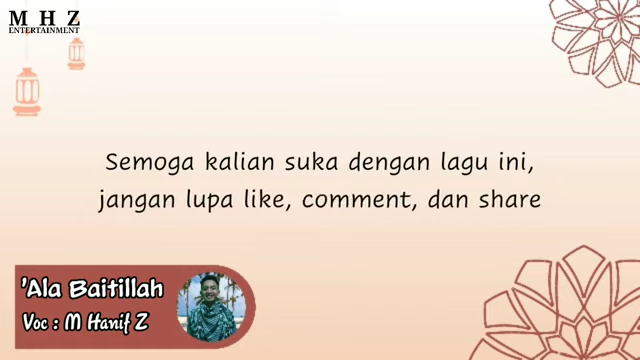 M H Z
ENTERTAINMENT
Semoga kalian suka dengan lagu ini,
jangan lupa like, comment, dan share
'Ala Baitillah
Voc : M Hanif Z